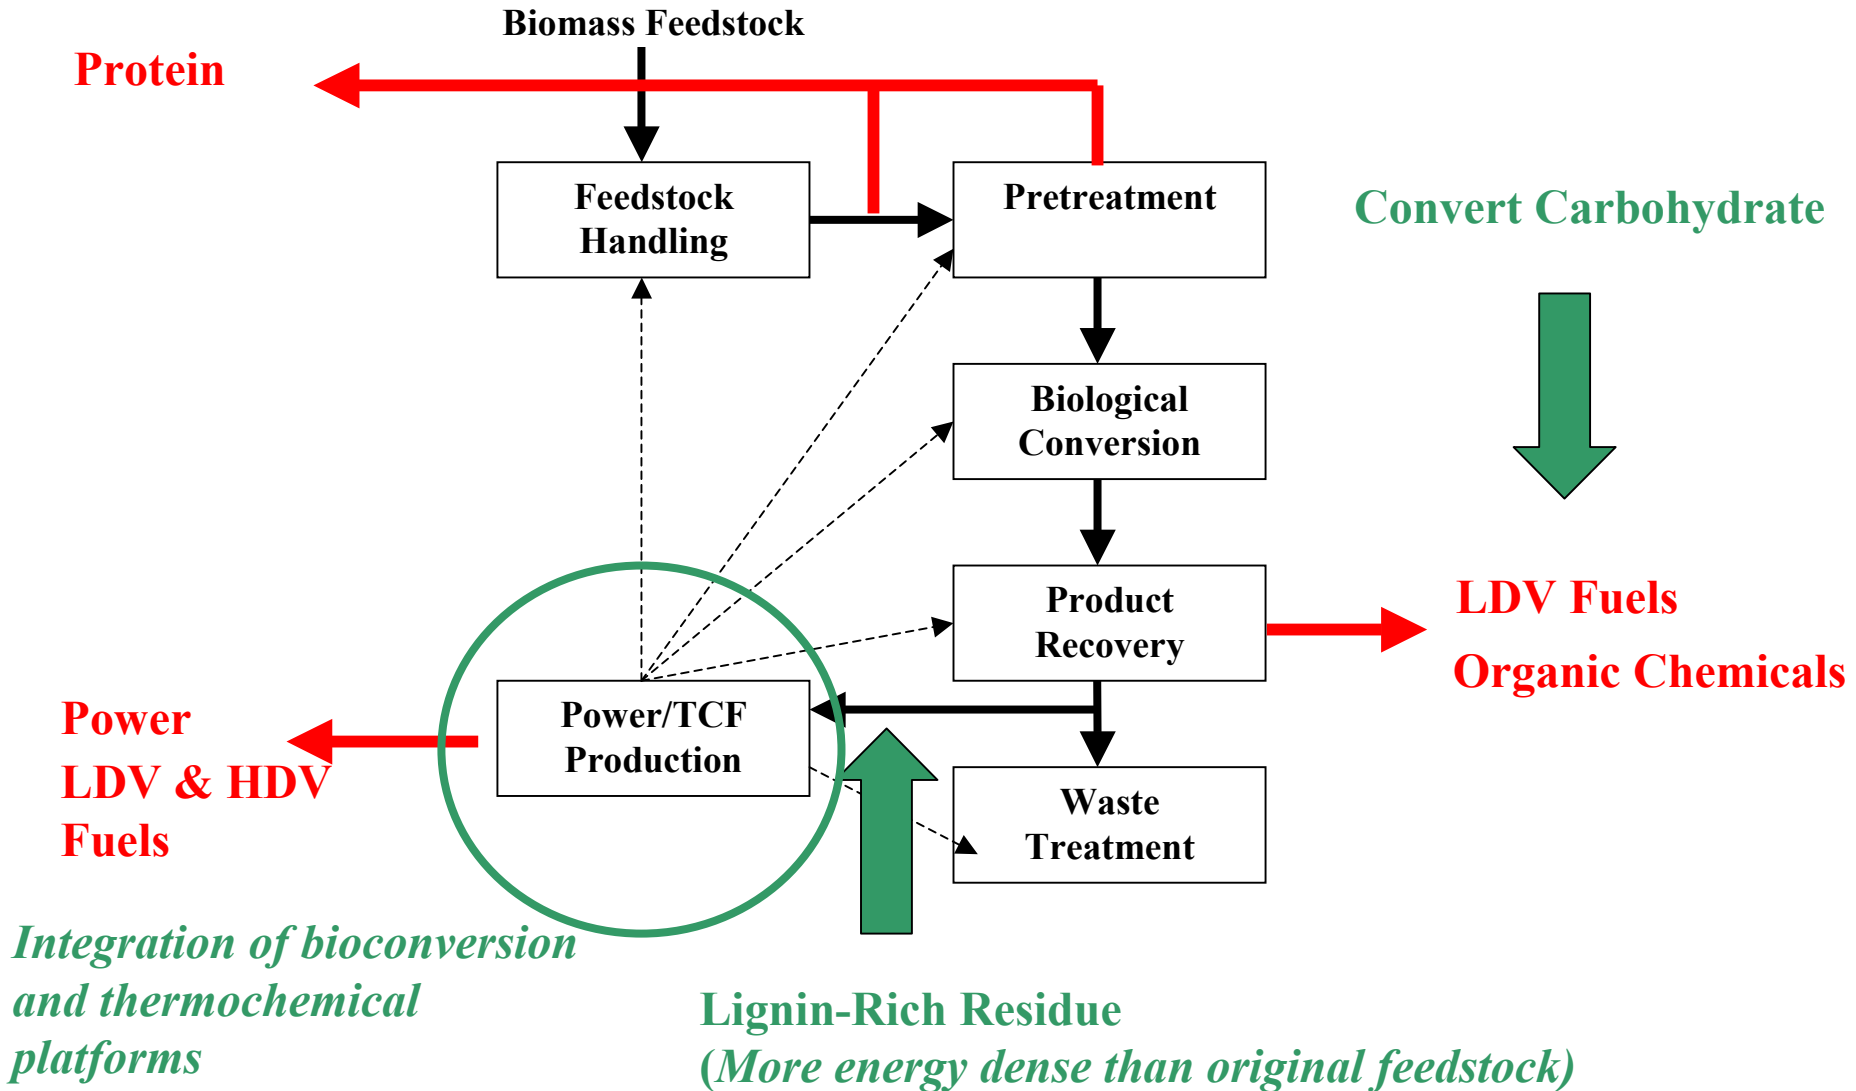 Biomass Feedstock
Protein
Feedstock
Handling
Pretreatment
Convert Carbohydrate
Biological
Conversion
Product
Recovery
LDV Fuels
Organic Chemicals
Power/TCF
Production
Power
LDV & HDV
Fuels
Waste
Treatment
Integration of bioconversion
and thermochemical
platforms
Lignin-Rich Residue
(More energy dense than original feedstock)